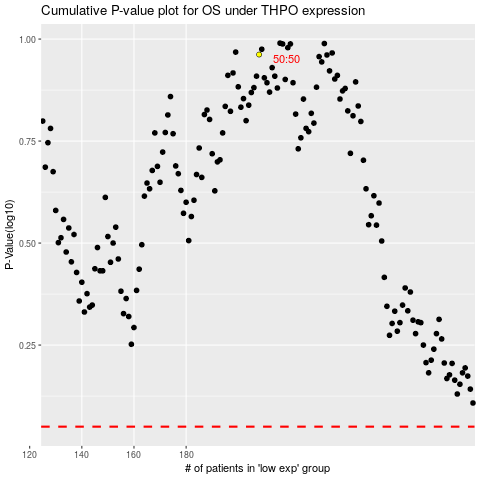 Cumulative P-value plot for OS under THPO expression
P-Value(log10)
1.00
0.75
0.50
0.25
50:50
120 140 160 180
# of patients in 'low exp' group